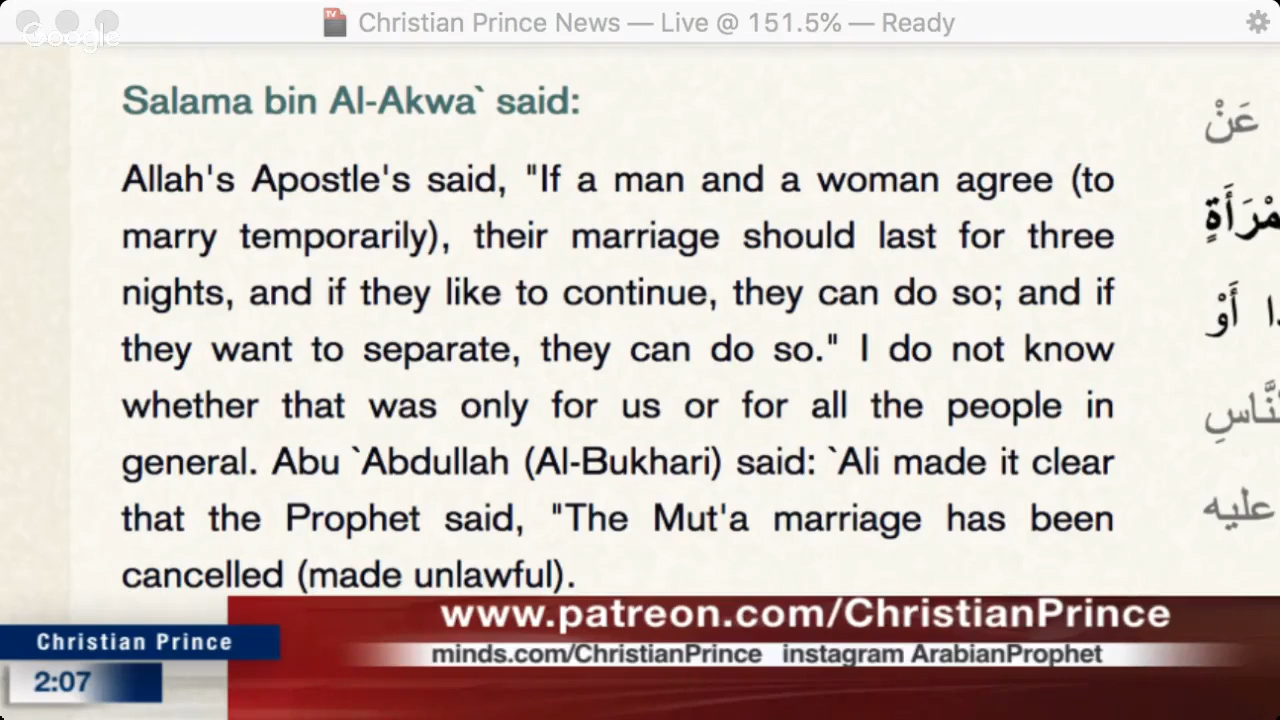 Christian Prince News — Live @ 151.5% — Ready
Google
Salama bin Al-Akwa` said:
عَنْ
Allah's Apostle's said, "If a man and a woman agree (to
marry temporarily), their marriage should last for three
nights, and if they like to continue, they can do so; and if
they want to separate, they can do so." I do not know
أَوْ
whether that was only for us or for all the people in
general. Abu `Abdullah (Al-Bukhari) said: `Ali made it clear
that the Prophet said, "The Mut'a marriage has been
عليه
cancelled (made unlawful).
www.patreon.com/ChristianPrince
Christian Prince
minds.com/ChristianPrince instagram ArabianProphet
2:07